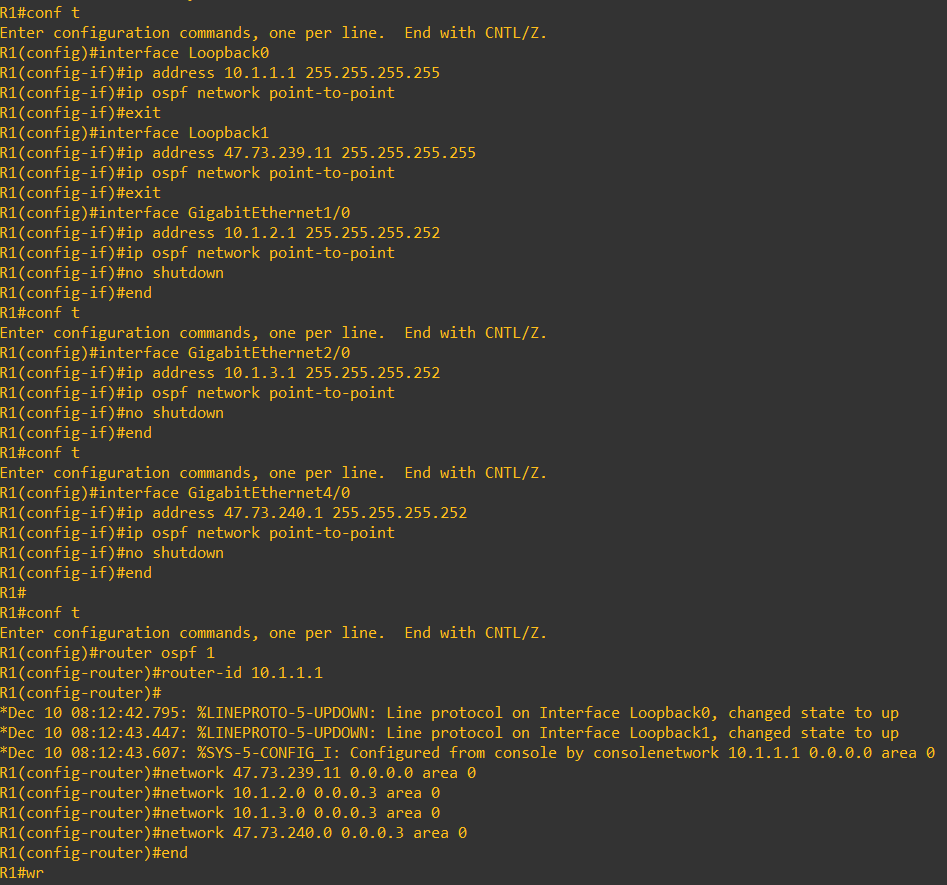 R1#conf t
Enter configuration commands, one per line.  End with CNTL/Z.
R1(config)#interface Loopback0
R1(config-if)#ip address 10.1.1.1 255.255.255.255
R1(config-if)#ip ospf network point-to-point
R1(config-if)#exit
R1(config)#interface Loopback1
R1(config-if)#ip address 47.73.239.11 255.255.255.255
R1(config-if)#ip ospf network point-to-point
R1(config-if)#exit
R1(config)#interface GigabitEthernet1/0
R1(config-if)#ip address 10.1.2.1 255.255.255.252
R1(config-if)#ip ospf network point-to-point
R1(config-if)#no shutdown
R1(config-if)#end
R1#conf t
Enter configuration commands, one per line.  End with CNTL/Z.
R1(config)#interface GigabitEthernet2/0
R1(config-if)#ip address 10.1.3.1 255.255.255.252
R1(config-if)#ip ospf network point-to-point
R1(config-if)#no shutdown
R1(config-if)#end
R1#conf t
Enter configuration commands, one per line.  End with CNTL/Z.
R1(config)#interface GigabitEthernet4/0
R1(config-if)#ip address 47.73.240.1 255.255.255.252
R1(config-if)#ip ospf network point-to-point
R1(config-if)#no shutdown
R1(config-if)#end
R1#
R1#conf t
Enter configuration commands, one per line.  End with CNTL/Z.
R1(config)#router ospf 1
R1(config-router)#router-id 10.1.1.1
R1(config-router)#
*Dec 10 08:12:42.795: %LINEPROTO-5-UPDOWN: Line protocol on Interface Loopback0, changed state to up
*Dec 10 08:12:43.447: %LINEPROTO-5-UPDOWN: Line protocol on Interface Loopback1, changed state to up
*Dec 10 08:12:43.607: %SYS-5-CONFIG_I: Configured from console by consolenetwork 10.1.1.1 0.0.0.0 area 0
R1(config-router)#network 47.73.239.11 0.0.0.0 area 0
R1(config-router)#network 10.1.2.0 0.0.0.3 area 0
R1(config-router)#network 10.1.3.0 0.0.0.3 area 0
R1(config-router)#network 47.73.240.0 0.0.0.3 area 0
R1(config-router)#end
R1#wr